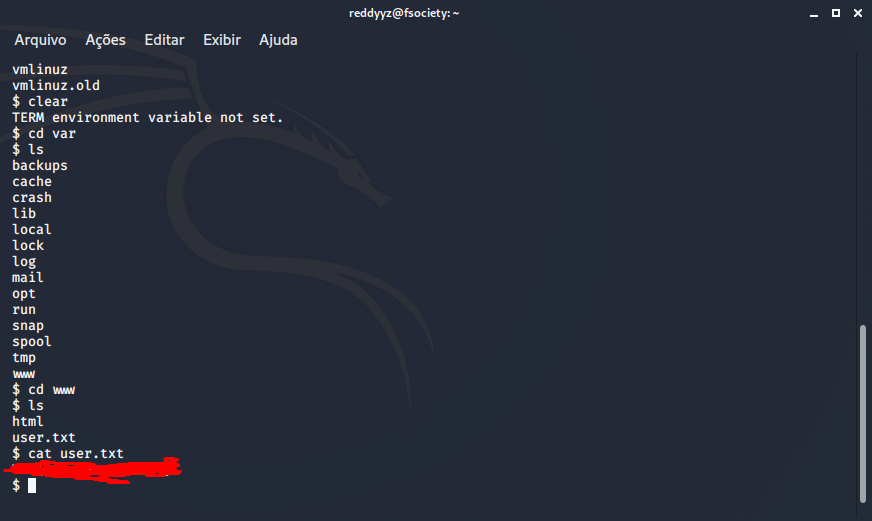 reddyyz@fsociety: ~
Arquivo Ações Editar Exibir Ajuda
vmlinuz
vmlinuz.old
$ clear
TERM environment variable not set.
$ cd var
$ ls
backups
cache
crash
lib
local
lock
log
mail
opt
run
snap
spool
tmp
www
$ cd www
$ ls
html
user.txt
$ cat user.txt
$